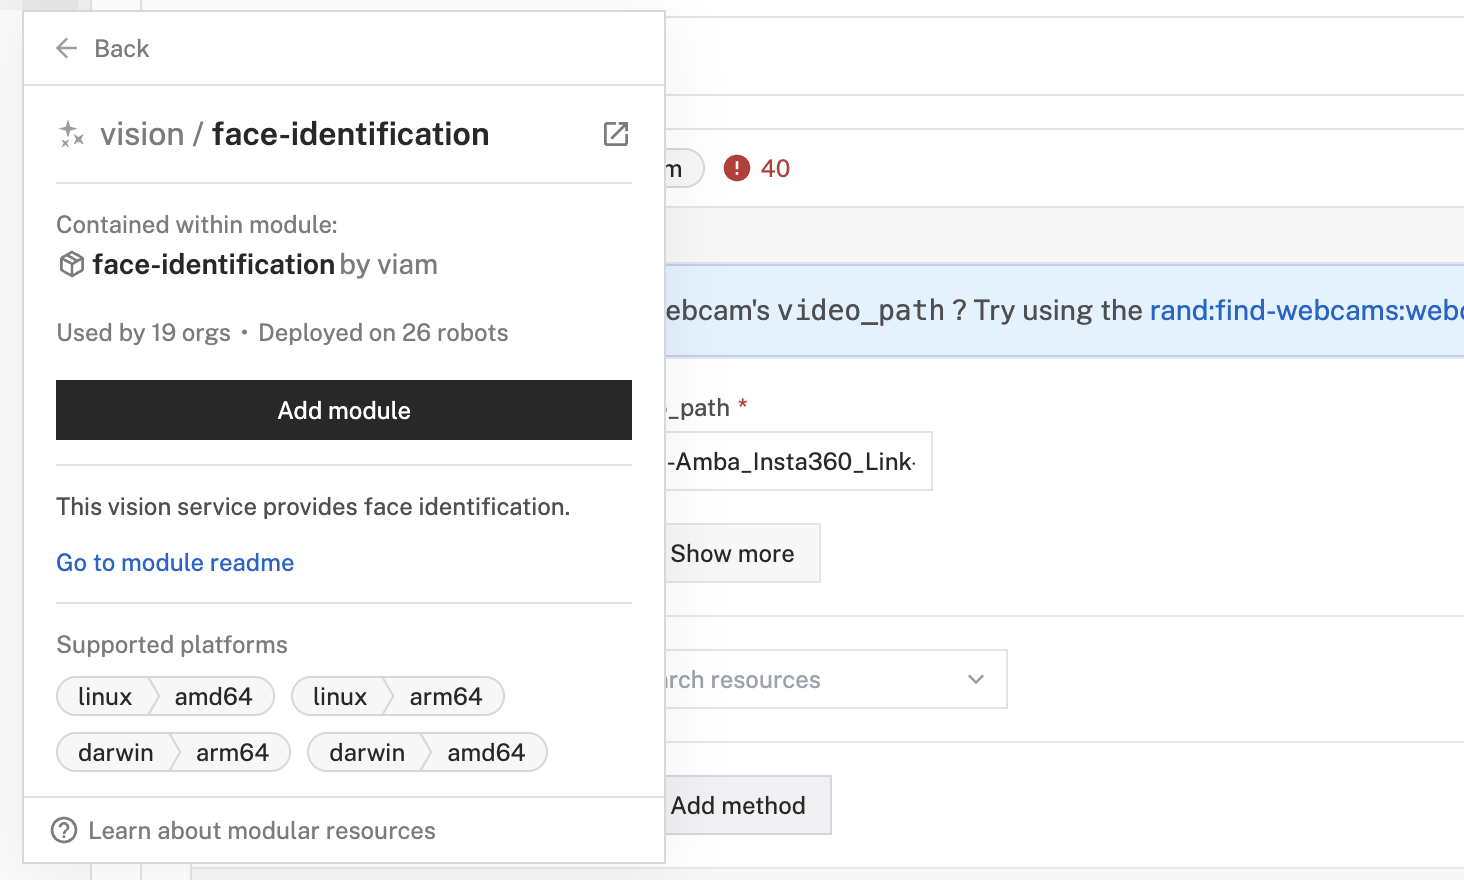 Back
vision / face-identification
Contained within module:
face-identification by viam
Used by 19 orgs • Deployed on 26 robots
Add module
This vision service provides face identification.
Go to module readme
Supported platforms
linux amd64 linux arm64
darwin arm64 darwin amd64
Learn about modular resources
40
ebcam's video_path ? Try using the rand:find-webcams:webc
_path *
-Amba_Insta360_Link-
Show more
rch resources
Add method